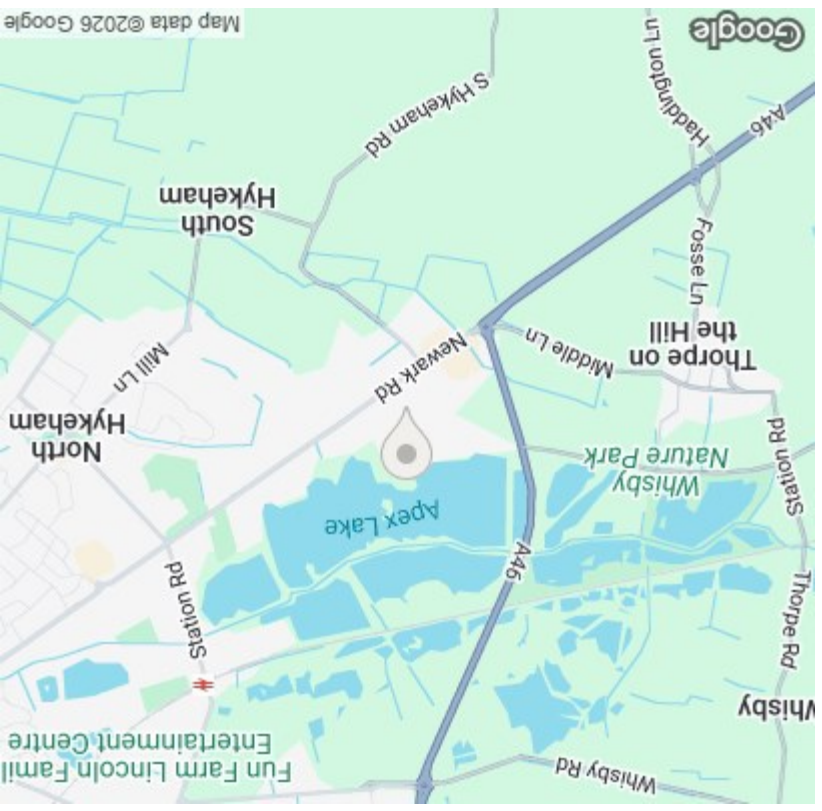 Whisby Rd
Fun Farm Lincoln Famil
Entertainment Centre
Whisby
Thorpe Rd
Station Rd
A46
Apex Lake
Station Rd
Whisby
Nature Park
North
Hykeham
Thorpe on
the Hill
Middle Ln
Newark Rd
Mill Ln
Fosse Ln
South
Hykeham
A46
Haddington Ln
S Hykeham Rd
Google
Map data ©2026 Google